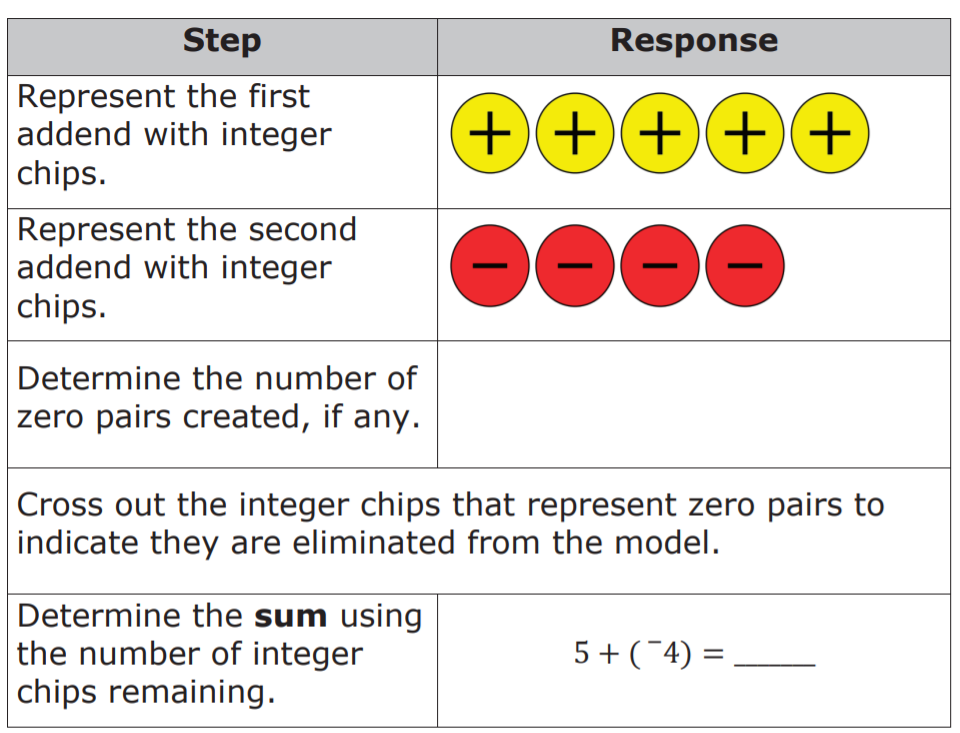 Step
Response
Represent the first
addend with integer
chips.
+ + + + +
Represent the second
addend with integer
chips.
− − − −
Determine the number of
zero pairs created, if any.
Cross out the integer chips that represent zero pairs to
indicate they are eliminated from the model.
Determine the sum using
the number of integer
chips remaining.
5 + (⁻4) = ______